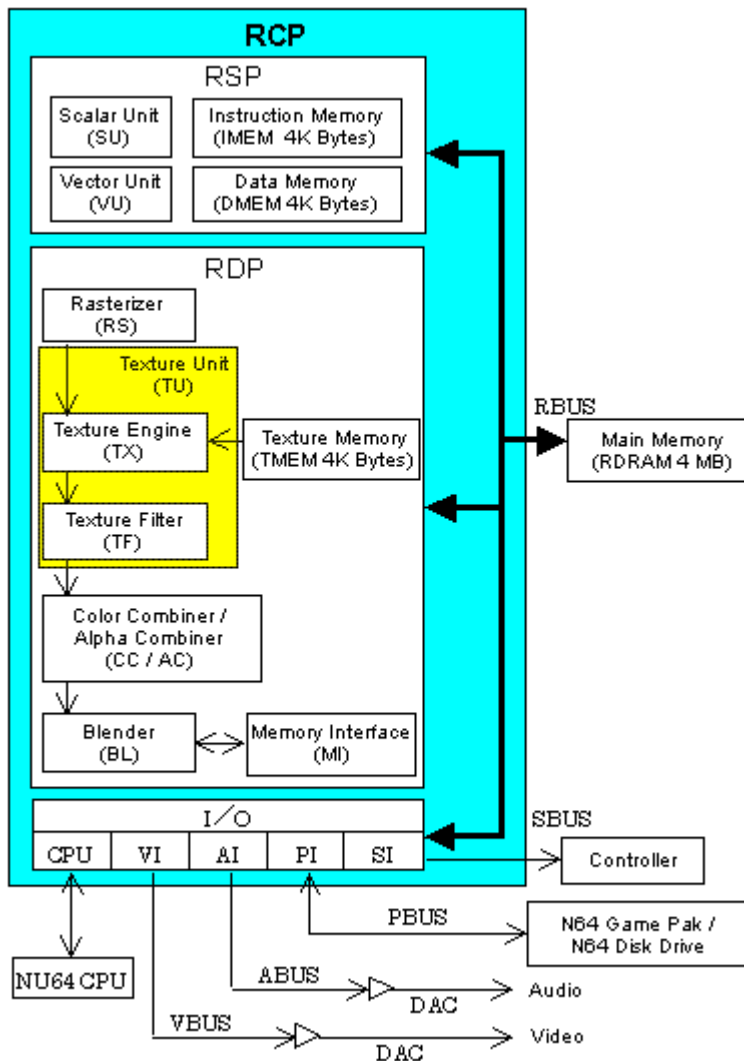 RCP
RSP
Scalar Unit
(SU)
Instruction Memory
(IMEM 4K Bytes)
Vector Unit
(VU)
Data Memory
(DMEM 4K Bytes)
RDP
Rasterizer
(RS)
Texture Unit
(TU)
Texture Engine
(TX)
Texture Memory
(TMEM 4K Bytes)
Texture Filter
(TF)
Color Combiner /
Alpha Combiner
(CC / AC)
Blender
(BL)
Memory Interface
(MI)
RBUS
Main Memory
(RDRAM 4 MB)
I/O
CPU
VI
AI
PI
SI
SBUS
Controller
PBUS
N64 Game Pak /
N64 Disk Drive
NU64 CPU
ABUS
DAC
Audio
VBUS
DAC
Video